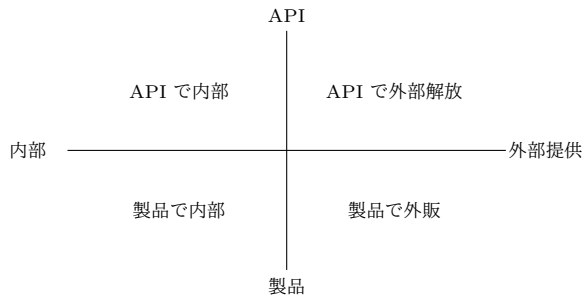 API
API で内部
API で外部解放
内部
外部提供
製品で内部
製品で外販
製品